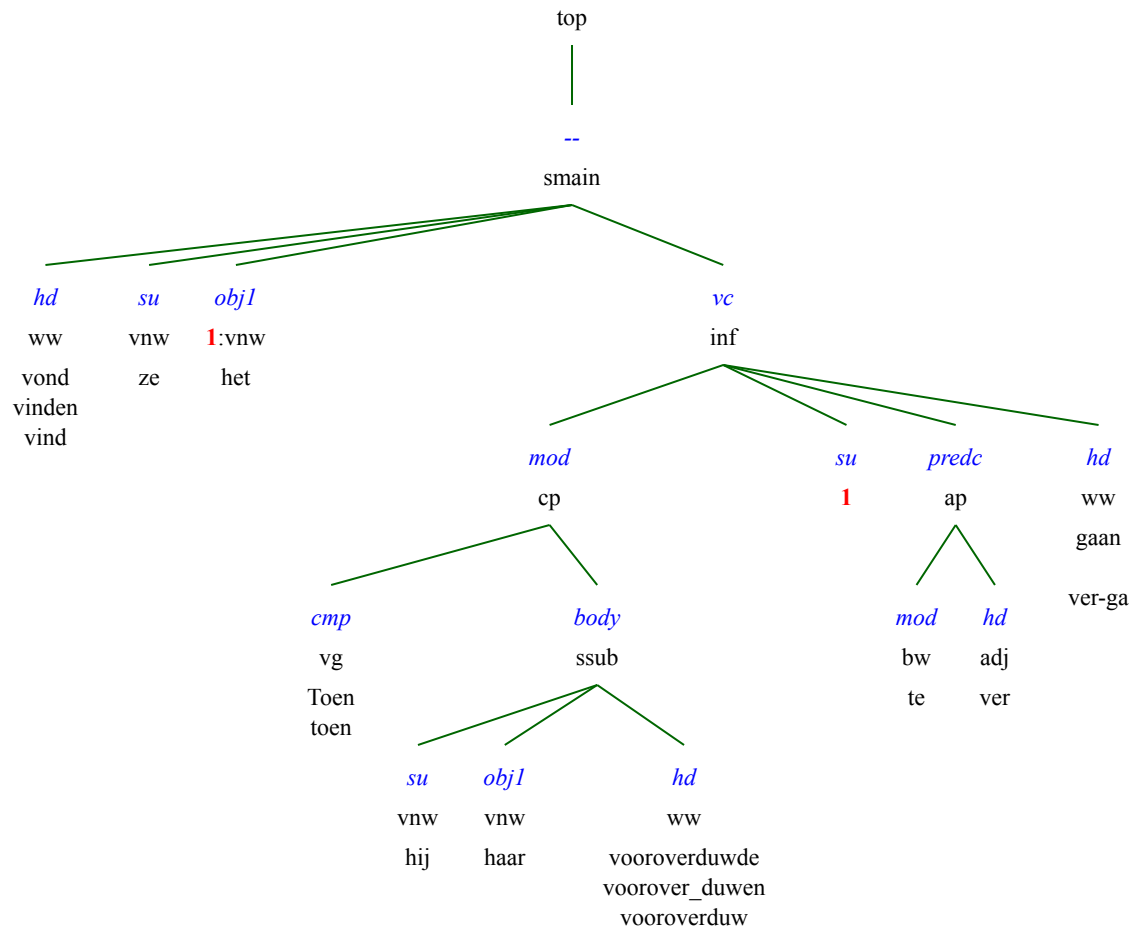 top
--
smain
hd su obj1 vc
ww vnw 1:vnw inf
vond ze het
vinden
vind
mod su predc hd
cp 1 ap ww
gaan
ver-ga
cmp body mod hd
vg ssub bw adj
Toen te ver
toen
su obj1 hd
vnw vnw ww
hij haar vooroverduwde
voorover_duwen
vooroverduw